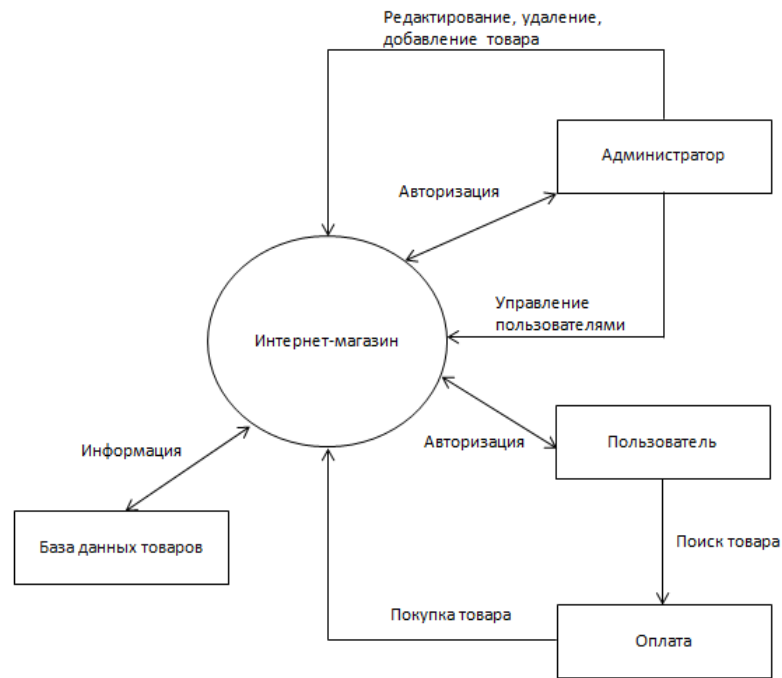 Редактирование, удаление,
добавление товара
Администратор
Авторизация
Управление
пользователями
Интернет-магазин
Авторизация
Пользователь
Информация
База данных товаров
Поиск товара
Покупка товара
Оплата